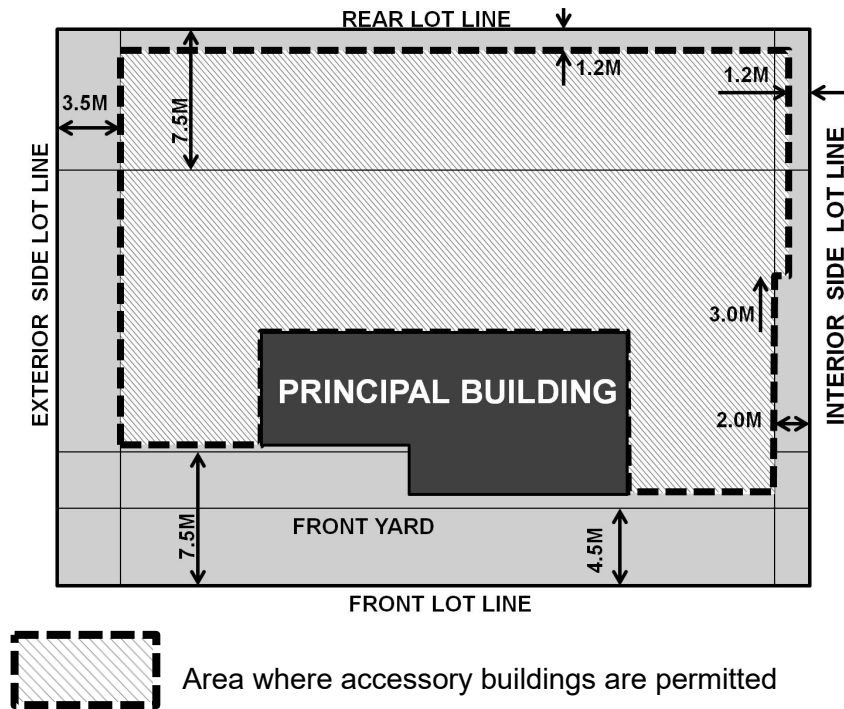 REAR LOT LINE
1.2M
1.2M
3.5M
7.5M
EXTERIOR SIDE LOT LINE
INTERIOR SIDE LOT LINE
3.0M
PRINCIPAL BUILDING
2.0M
7.5M
FRONT YARD
4.5M
FRONT LOT LINE
Area where accessory buildings are permitted